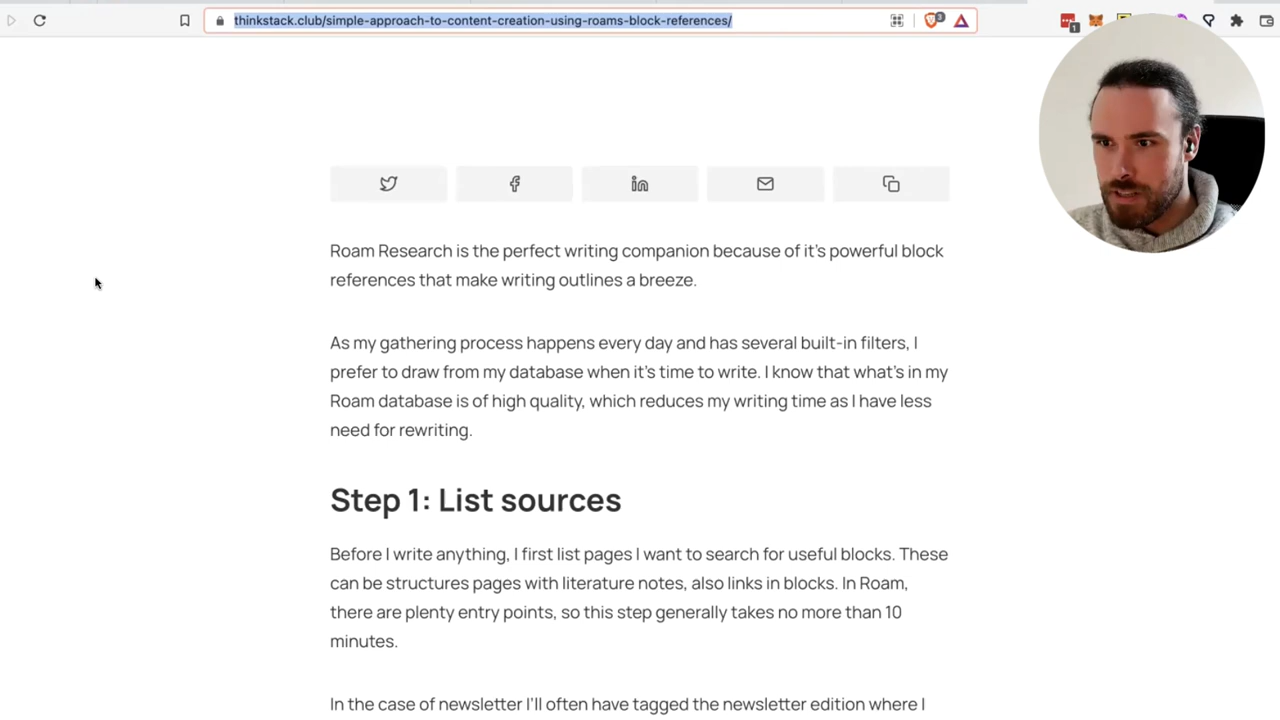 thinkstack.club/simple-approach-to-content-creation-using-roams-block-references/
3
1
Roam Research is the perfect writing companion because of it's powerful block
references that make writing outlines a breeze.
As my gathering process happens every day and has several built-in filters, I
prefer to draw from my database when it's time to write. I know that what's in my
Roam database is of high quality, which reduces my writing time as I have less
need for rewriting.
Step 1: List sources
Before I write anything, I first list pages I want to search for useful blocks. These
can be structures pages with literature notes, also links in blocks. In Roam,
there are plenty entry points, so this step generally takes no more than 10
minutes.
In the case of newsletter I'll often have tagged the newsletter edition where I